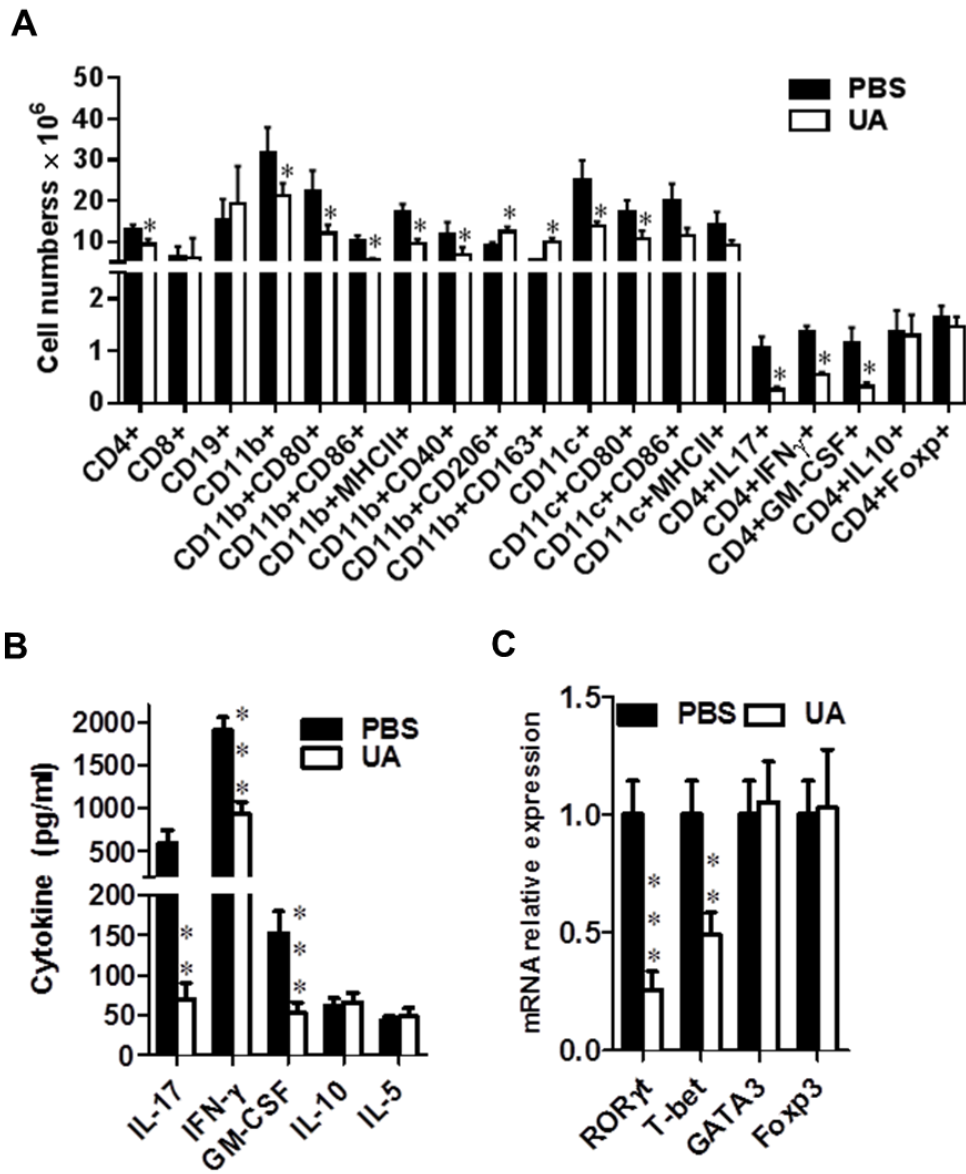 A
Cell numberss × 10⁶
50
40
30
20
10
2
1
0
PBS
UA
*
*
*
*
*
*
*
*
*
*
*
*
*
CD4+
CD8+
CD19+
CD11b+
CD11b+CD80+
CD11b+CD86+
CD11b+MHCII+
CD11b+CD40+
CD11b+CD206+
CD11b+CD163+
CD11c+
CD11c+CD80+
CD11c+CD86+
CD11c+MHCII+
CD4+IL17+
CD4+IFNγ+
CD4+GM-CSF+
CD4+IL10+
CD4+Foxp+
B
Cytokine (pg/ml)
2000
1500
1000
500
200
150
100
50
0
PBS
UA
* *
* * *
* * *
IL-17
IFN-γ
GM-CSF
IL-10
IL-5
C
mRNA relative expression
1.5
1.0
0.5
0.0
PBS UA
* * *
* *
RORγt
T-bet
GATA3
Foxp3